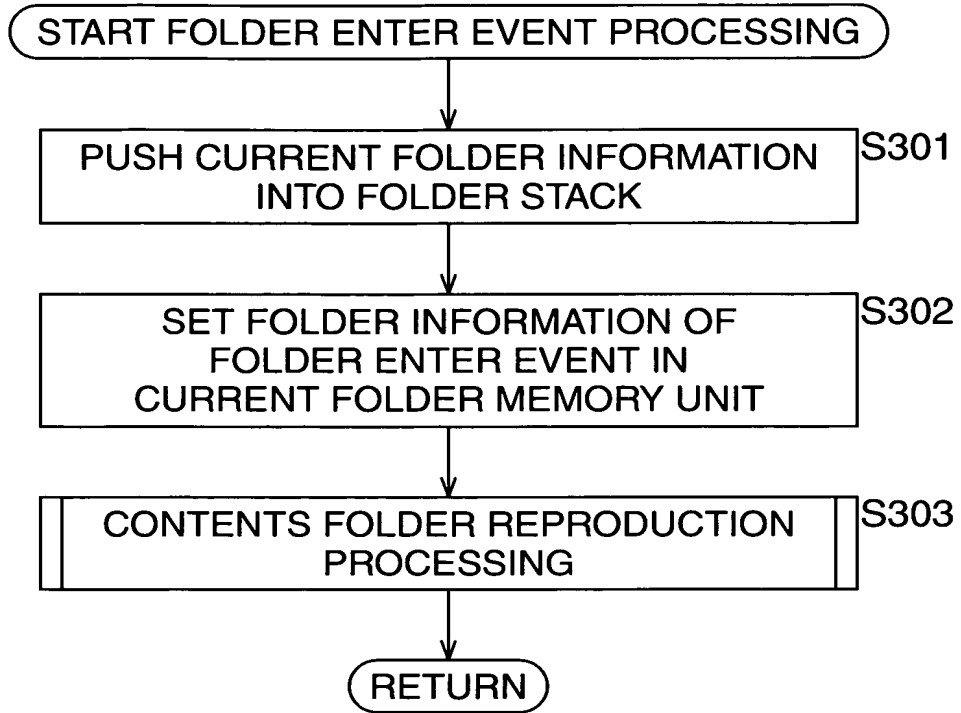 START FOLDER ENTER EVENT PROCESSING
PUSH CURRENT FOLDER INFORMATION
INTO FOLDER STACK
S301
SET FOLDER INFORMATION OF
FOLDER ENTER EVENT IN
CURRENT FOLDER MEMORY UNIT
S302
CONTENTS FOLDER REPRODUCTION
PROCESSING
S303
RETURN